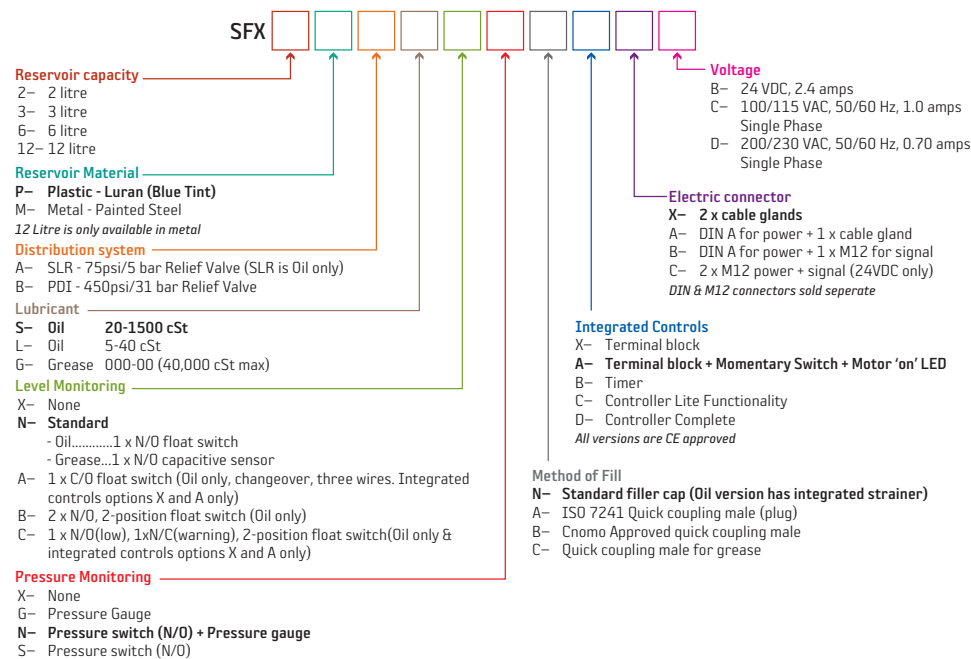 SFX
Reservoir capacity
2– 2 litre
3– 3 litre
6– 6 litre
12– 12 litre
Reservoir Material
P– Plastic - Luran (Blue Tint)
M– Metal - Painted Steel
12 Litre is only available in metal
Distribution system
A– SLR - 75psi/5 bar Relief Valve (SLR is Oil only)
B– PDI - 450psi/31 bar Relief Valve
Lubricant
S– Oil 20-1500 cSt
L– Oil 5-40 cSt
G– Grease 000-00 (40,000 cSt max)
Level Monitoring
X– None
N– Standard
- Oil............1 x N/O float switch
- Grease...1 x N/O capacitive sensor
A– 1 x C/O float switch (Oil only, changeover, three wires. Integrated
controls options X and A only)
B– 2 x N/O, 2-position float switch (Oil only)
C– 1 x N/O(low), 1xN/C(warning), 2-position float switch(Oil only &
integrated controls options X and A only)
Pressure Monitoring
X– None
G– Pressure Gauge
N– Pressure switch (N/O) + Pressure gauge
S– Pressure switch (N/O)
Voltage
B– 24 VDC, 2.4 amps
C– 100/115 VAC, 50/60 Hz, 1.0 amps
Single Phase
D– 200/230 VAC, 50/60 Hz, 0.70 amps
Single Phase
Electric connector
X– 2 x cable glands
A– DIN A for power + 1 x cable gland
B– DIN A for power + 1 x M12 for signal
C– 2 x M12 power + signal (24VDC only)
DIN & M12 connectors sold seperate
Integrated Controls
X– Terminal block
A– Terminal block + Momentary Switch + Motor ‘on’ LED
B– Timer
C– Controller Lite Functionality
D– Controller Complete
All versions are CE approved
Method of Fill
N– Standard filler cap (Oil version has integrated strainer)
A– ISO 7241 Quick coupling male (plug)
B– Cnomo Approved quick coupling male
C– Quick coupling male for grease